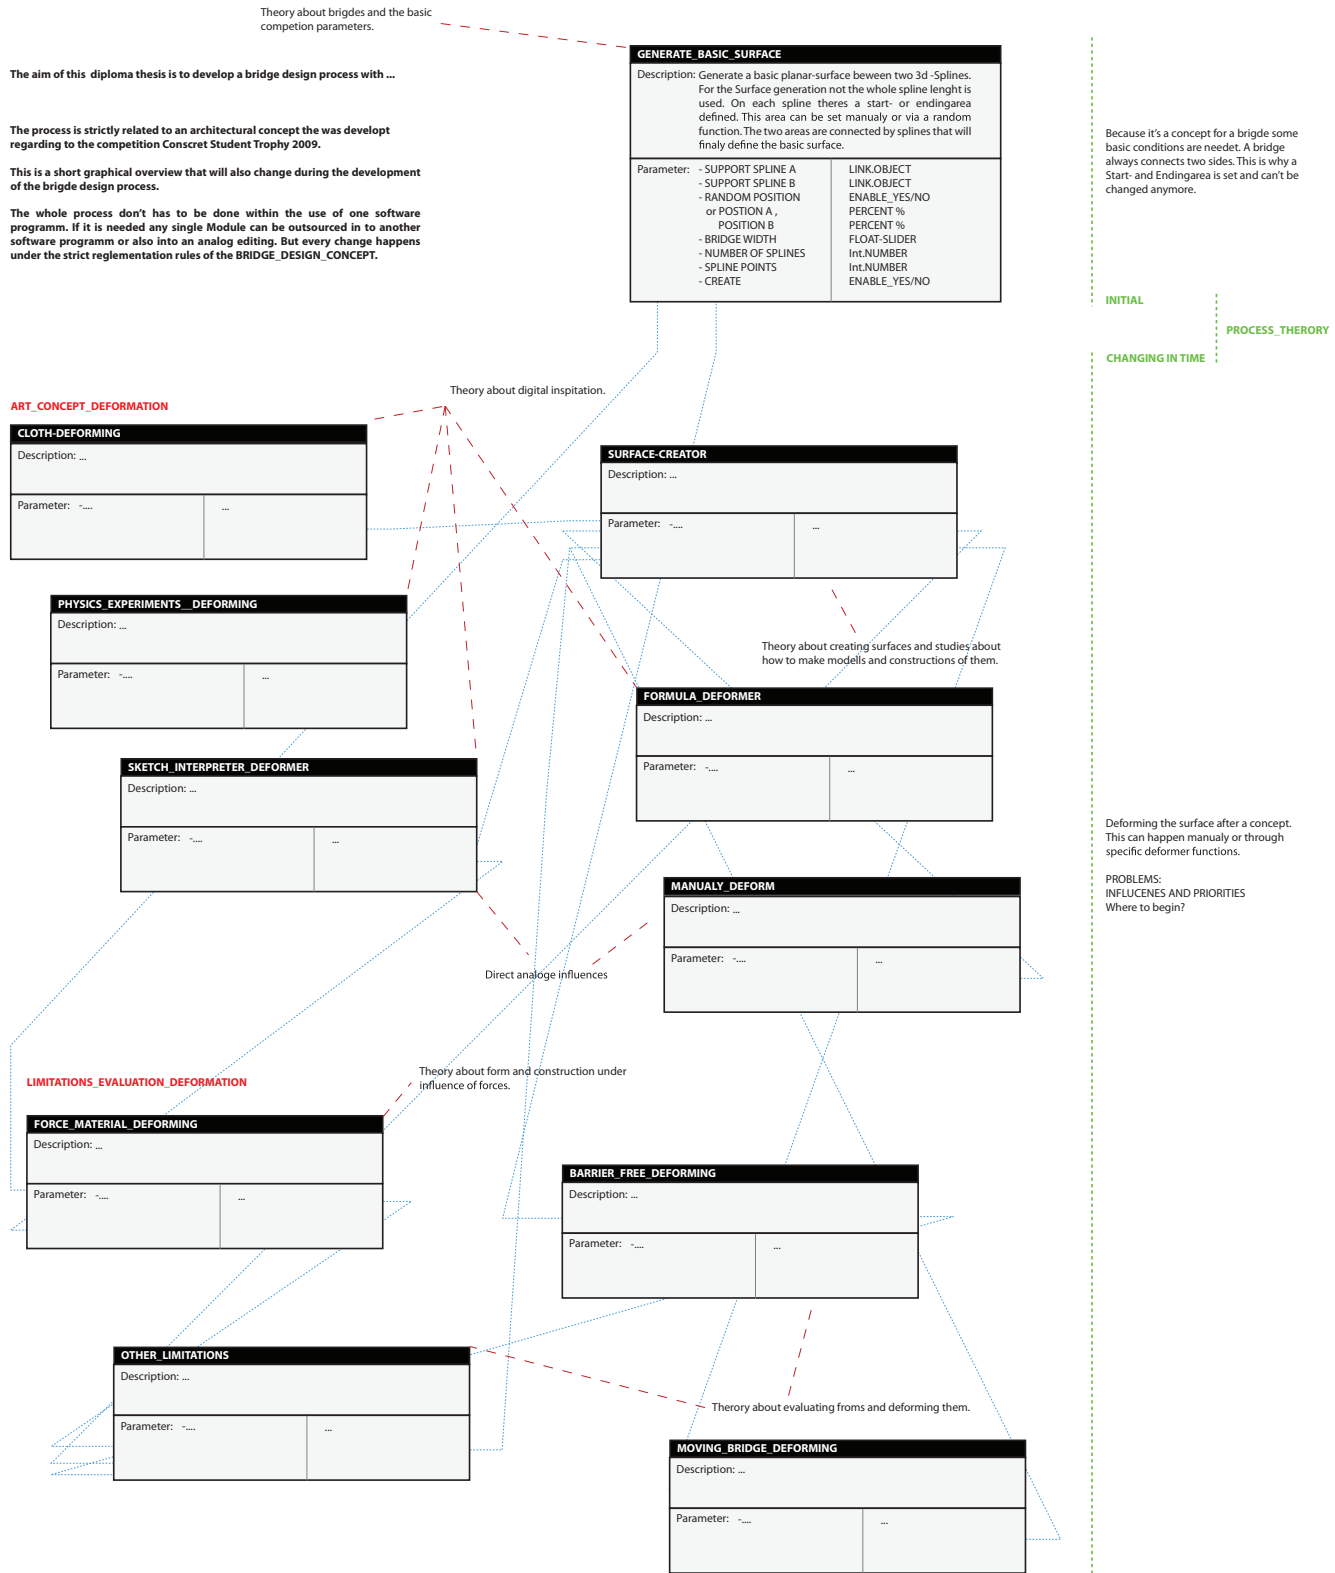 Theory about brigdes and the basic
competion parameters.
The aim of this diploma thesis is to develop a bridge design process with ...
The process is strictly related to an architectural concept the was developt
regarding to the competition Conscret Student Trophy 2009.
This is a short graphical overview that will also change during the development
of the brigde design process.
The whole process don't has to be done within the use of one software
programm. If it is needed any single Module can be outsourced in to another
software programm or also into an analog editing. But every change happens
under the strict reglementation rules of the BRIDGE_DESIGN_CONCEPT.
GENERATE_BASIC_SURFACE
Description: Generate a basic planar-surface beween two 3d -Splines.
For the Surface generation not the whole spline lenght is
used. On each spline theres a start- or endingarea
defined. This area can be set manualy or via a random
function. The two areas are connected by splines that will
finaly define the basic surface.
Parameter: - SUPPORT SPLINE A LINK.OBJECT
- SUPPORT SPLINE B LINK.OBJECT
- RANDOM POSITION ENABLE_YES/NO
or POSTION A , PERCENT %
POSITION B PERCENT %
- BRIDGE WIDTH FLOAT-SLIDER
- NUMBER OF SPLINES Int.NUMBER
- SPLINE POINTS Int.NUMBER
- CREATE ENABLE_YES/NO
Because it's a concept for a brigde some
basic conditions are needet. A bridge
always connects two sides. This is why a
Start- and Endingarea is set and can't be
changed anymore.
INITIAL
PROCESS_THERORY
CHANGING IN TIME
Theory about digital inspitation.
ART_CONCEPT_DEFORMATION
CLOTH-DEFORMING
Description: ...
Parameter: -.... ...
SURFACE-CREATOR
Description: ...
Parameter: -.... ...
PHYSICS_EXPERIMENTS__DEFORMING
Description: ...
Parameter: -.... ...
Theory about creating surfaces and studies about
how to make modells and constructions of them.
FORMULA_DEFORMER
Description: ...
Parameter: -.... ...
SKETCH_INTERPRETER_DEFORMER
Description: ...
Parameter: -.... ...
Deforming the surface after a concept.
This can happen manualy or through
specific deformer functions.
PROBLEMS:
INFLUCENES AND PRIORITIES
Where to begin?
MANUALY_DEFORM
Description: ...
Parameter: -.... ...
Direct analoge influences
Theory about form and construction under
influence of forces.
LIMITATIONS_EVALUATION_DEFORMATION
FORCE_MATERIAL_DEFORMING
Description: ...
Parameter: -.... ...
BARRIER_FREE_DEFORMING
Description: ...
Parameter: -.... ...
OTHER_LIMITATIONS
Description: ...
Parameter: -.... ...
Therory about evaluating froms and deforming them.
MOVING_BRIDGE_DEFORMING
Description: ...
Parameter: -.... ...